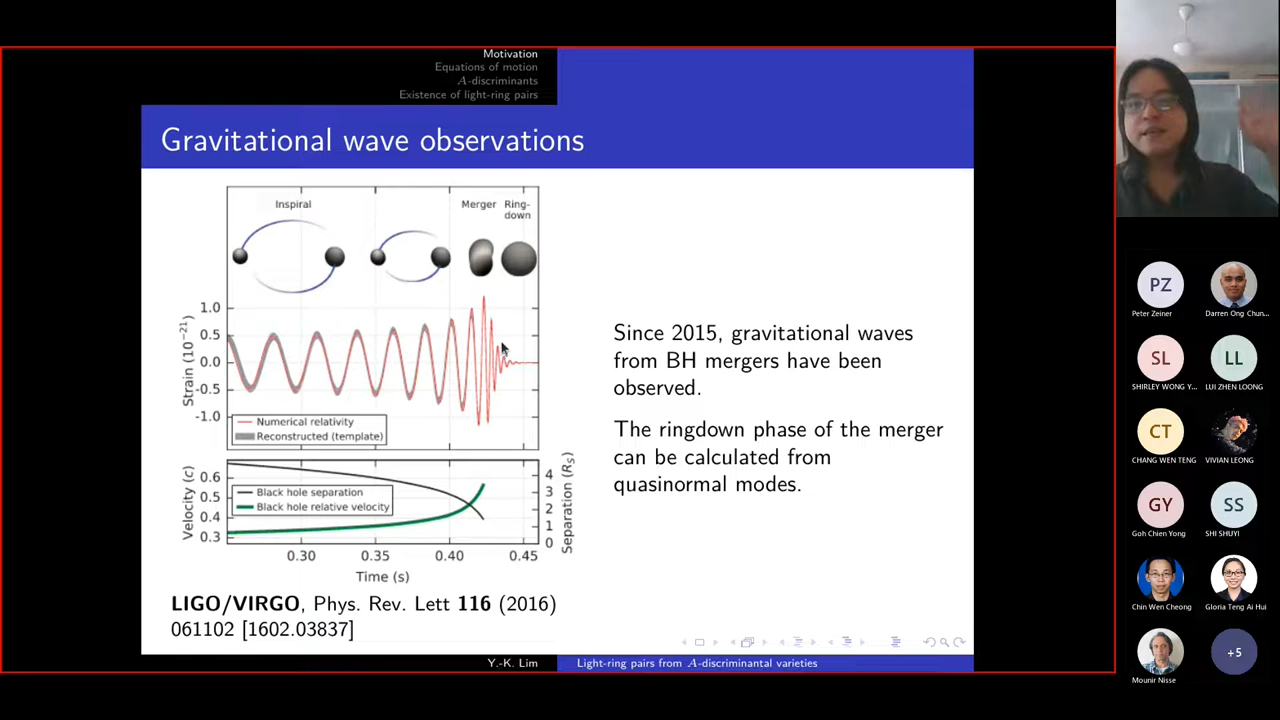 Motivation
Equations of motion
A-discriminants
Existence of light-ring pairs
Gravitational wave observations
Inspiral
Merger
Ring-
down
1.0
0.5
0.0
-0.5
-1.0
Strain (10⁻²¹)
Numerical relativity
Reconstructed (template)
0.6
0.5
0.4
0.3
Velocity (c)
Black hole separation
Black hole relative velocity
4
3
2
1
0
Separation (R_S)
0.30 0.35 0.40 0.45
Time (s)
LIGO/VIRGO, Phys. Rev. Lett 116 (2016)
061102 [1602.03837]
Since 2015, gravitational waves
from BH mergers have been
observed.
The ringdown phase of the merger
can be calculated from
quasinormal modes.
Y.-K. Lim
Light-ring pairs from A-discriminantal varieties
PZ
Peter Zeiner
Darren Ong Chun...
SL
SHIRLEY WONG Y...
LL
LUI ZHEN LOONG
CT
CHANG WEN TENG
VIVIAN LEONG
GY
Goh Chien Yong
SS
SHI SHUYI
Chin Wen Cheong
Gloria Teng Ai Hui
Mounir Nisse
+5